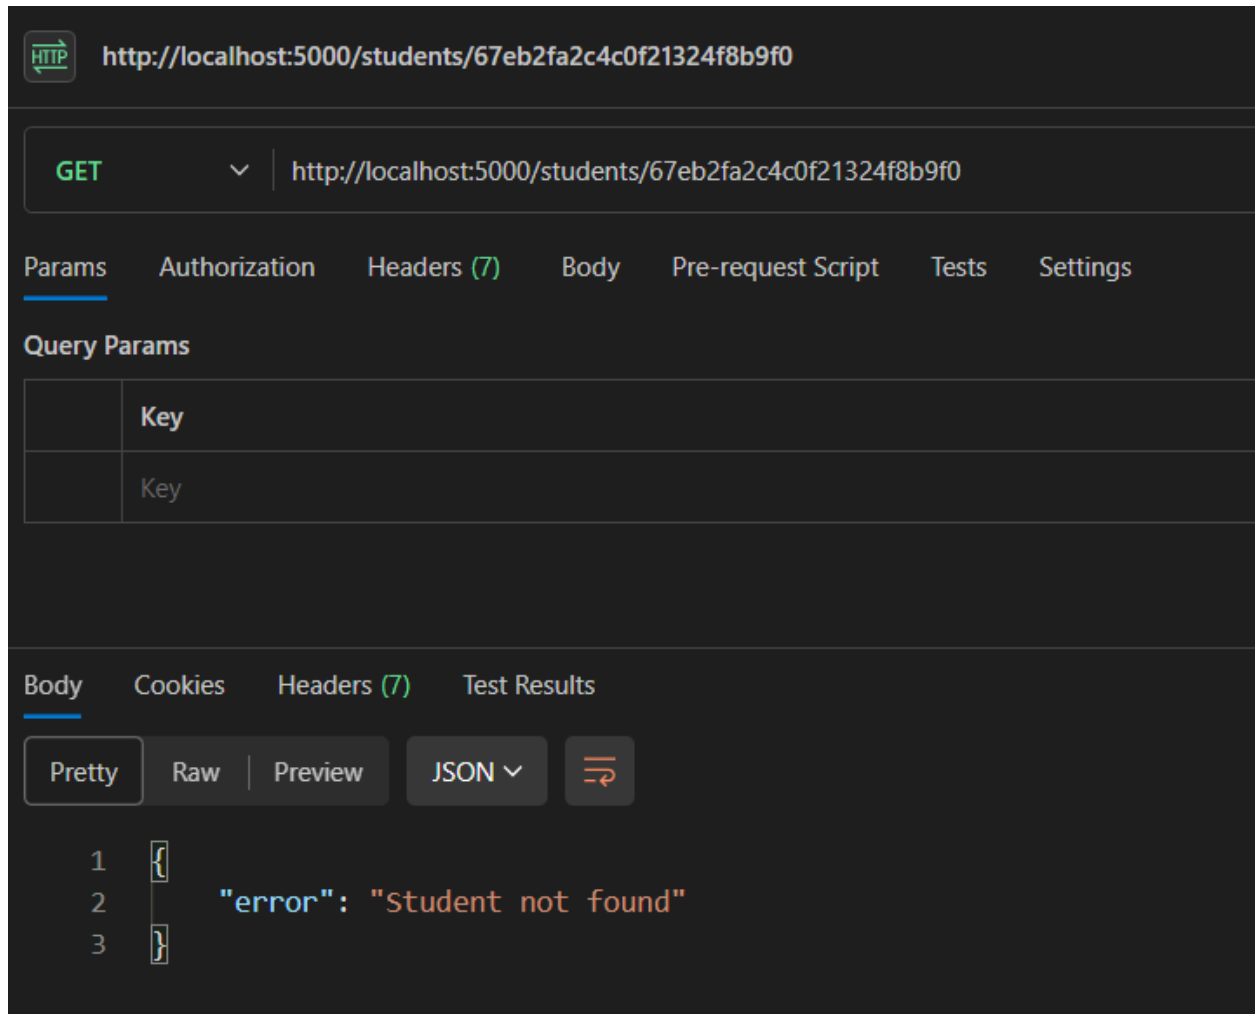 HTTP http://localhost:5000/students/67eb2fa2c4c0f21324f8b9f0
GET http://localhost:5000/students/67eb2fa2c4c0f21324f8b9f0
Params Authorization Headers (7) Body Pre-request Script Tests Settings
Query Params
Key
Key
Body Cookies Headers (7) Test Results
Pretty Raw Preview JSON
1 {
2 "error": "Student not found"
3 }